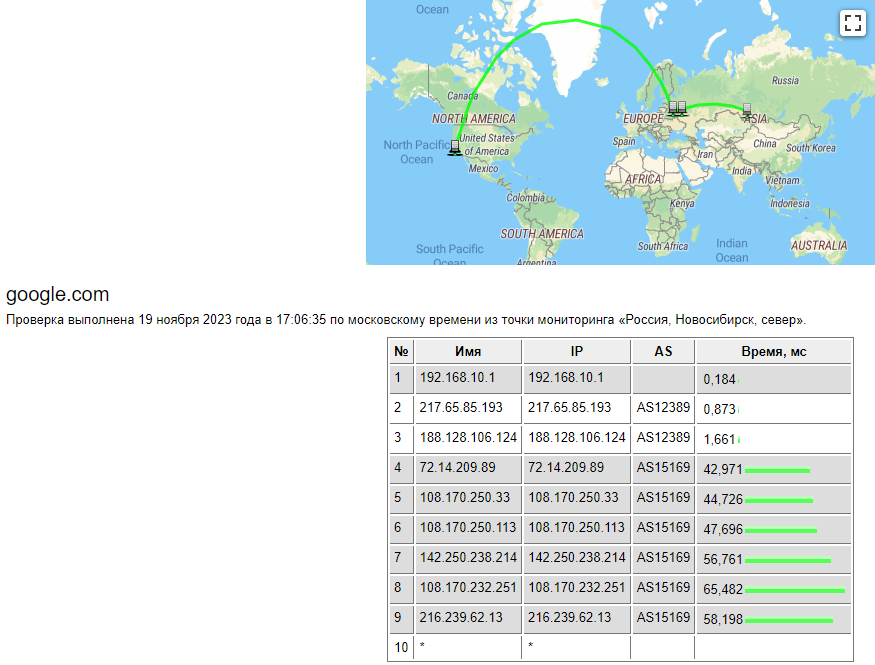 Ocean
Russia
Canada
NORTH AMERICA
EUROPE
ASIA
North Pacific
Ocean
United States
of America
Spain
Iran
China
South Korea
Mexico
AFRICA
India
Vietnam
Colombia
Kenya
Indonesia
SOUTH AMERICA
South Africa
Indian
Ocean
AUSTRALIA
South Pacific
Ocean
Argentina
google.com
Проверка выполнена 19 ноября 2023 года в 17:06:35 по московскому времени из точки мониторинга «Россия, Новосибирск, север».
№ Имя IP AS Время, мс
1 192.168.10.1 192.168.10.1 0,184
2 217.65.85.193 217.65.85.193 AS12389 0,873
3 188.128.106.124 188.128.106.124 AS12389 1,661
4 72.14.209.89 72.14.209.89 AS15169 42,971
5 108.170.250.33 108.170.250.33 AS15169 44,726
6 108.170.250.113 108.170.250.113 AS15169 47,696
7 142.250.238.214 142.250.238.214 AS15169 56,761
8 108.170.232.251 108.170.232.251 AS15169 65,482
9 216.239.62.13 216.239.62.13 AS15169 58,198
10 * *